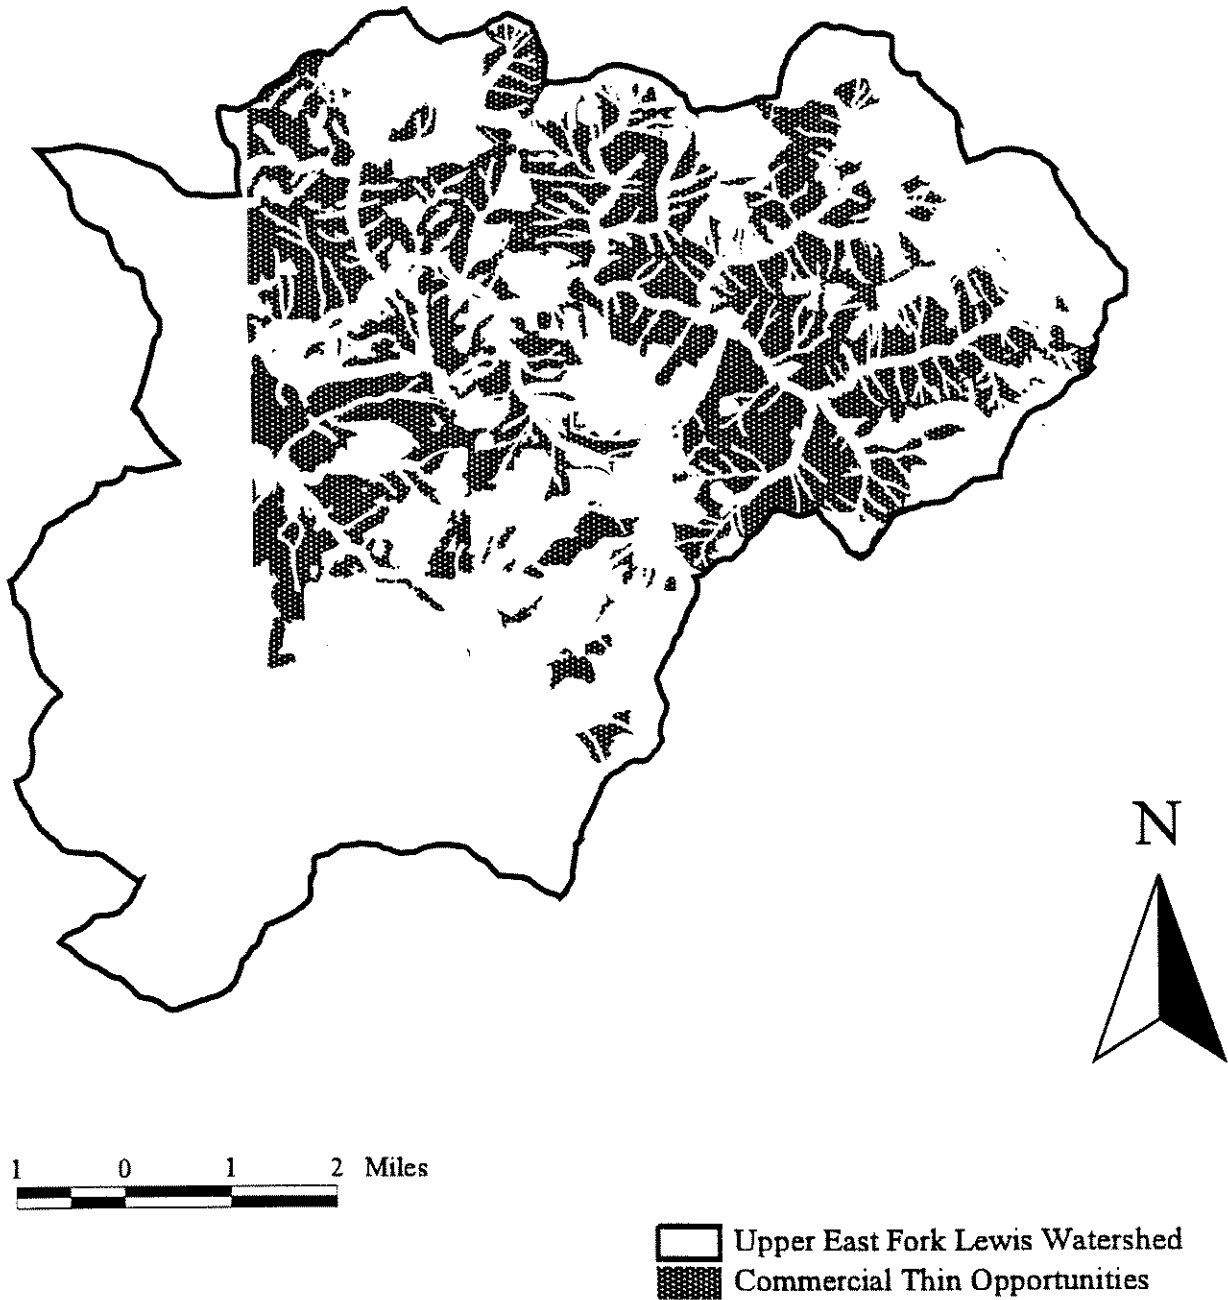 N
1 0 1 2 Miles
Upper East Fork Lewis Watershed
Commercial Thin Opportunities